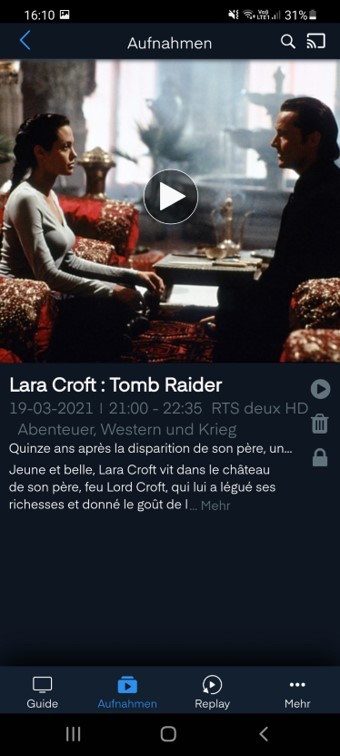 16:10 31%
Aufnahmen
Lara Croft : Tomb Raider
19-03-2021 | 21:00 - 22:35 RTS deux HD
Abenteuer, Western und Krieg
Quinze ans après la disparition de son père, un...
Jeune et belle, Lara Croft vit dans le château
de son père, feu Lord Croft, qui lui a légué ses
richesses et donné le goût de l... Mehr
Guide Aufnahmen Replay Mehr